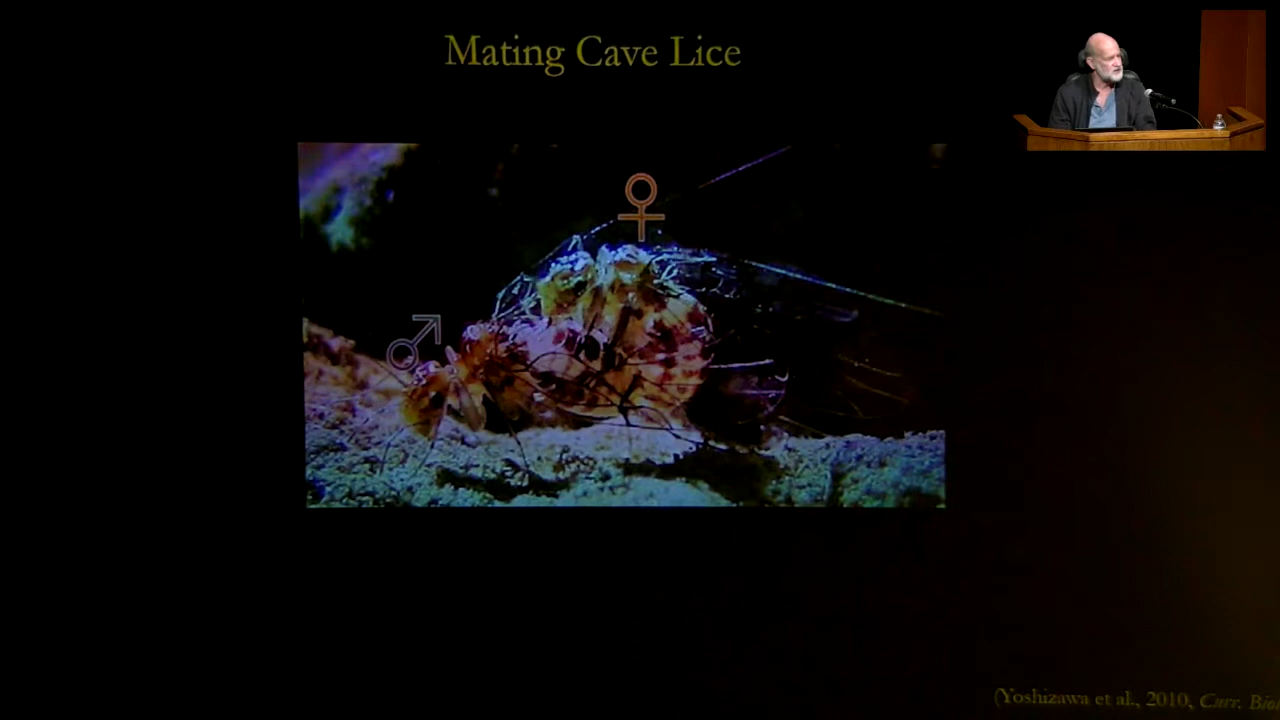 Mating Cave Lice
♀
♂
(Yoshizawa et al., 2010, Curr. Bio